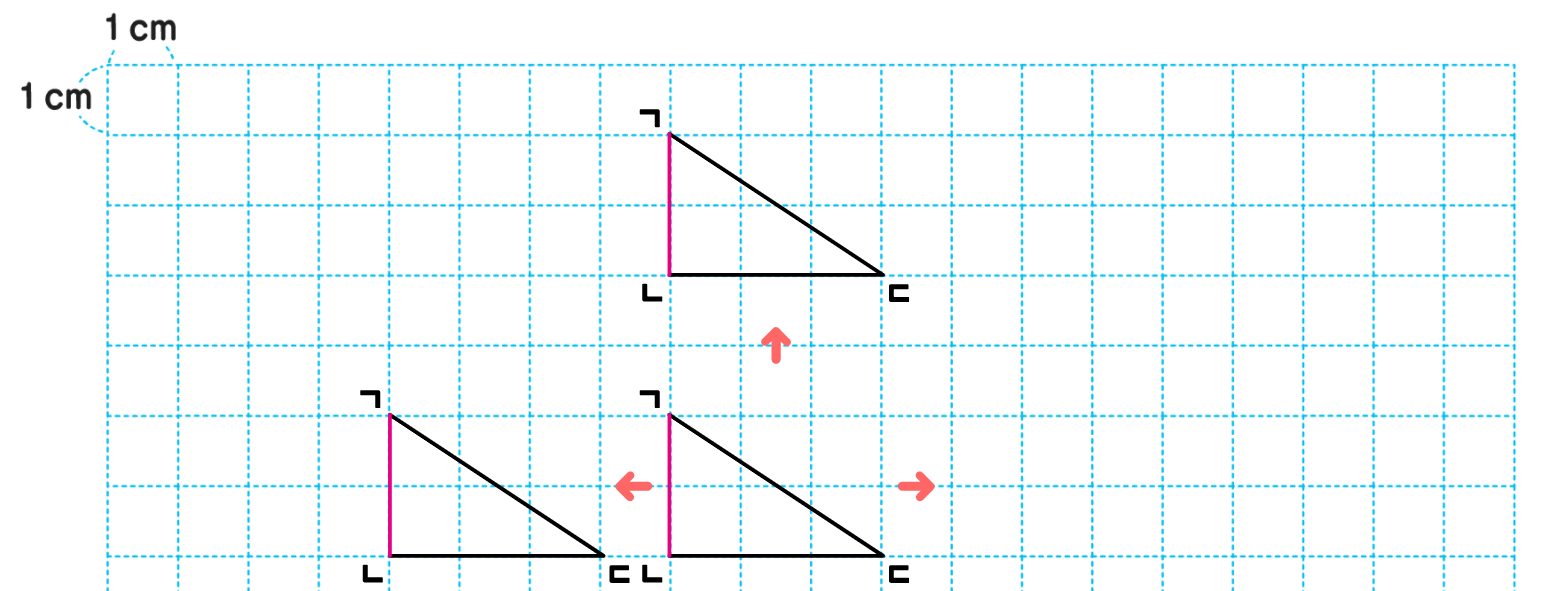 1 cm
1 cm
ㄱ
ㄴ ㄷ
ㄱ ㄱ
ㄴ ㄷ ㄴ ㄷ